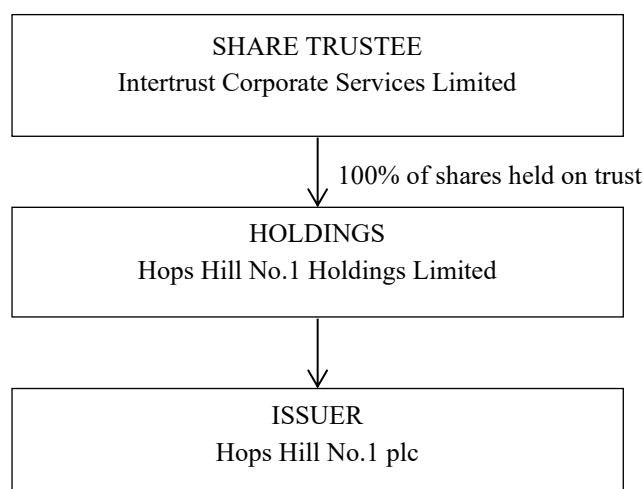 SHARE TRUSTEE
Intertrust Corporate Services Limited
100% of shares held on trust
HOLDINGS
Hops Hill No.1 Holdings Limited
ISSUER
Hops Hill No.1 plc